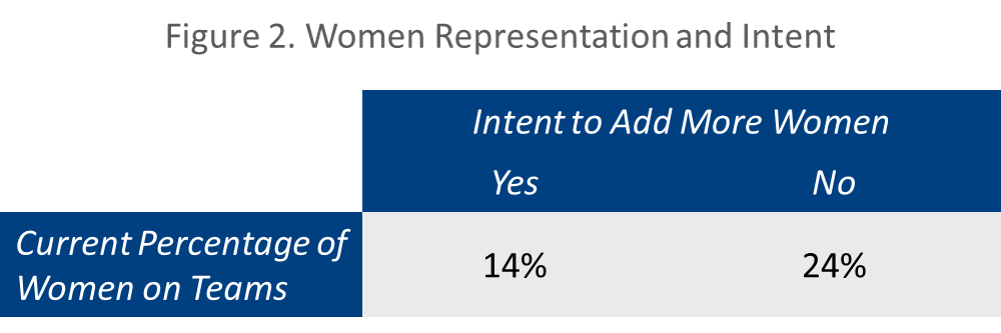 Figure 2. Women Representation and Intent
Intent to Add More Women
Yes No
Current Percentage of
Women on Teams
14% 24%